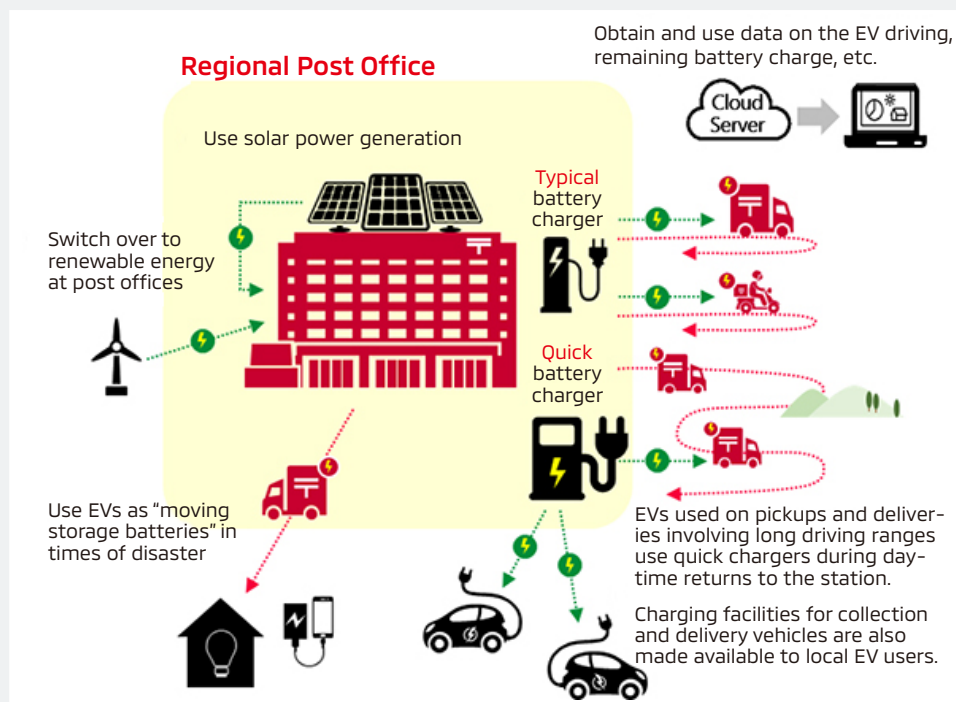 Obtain and use data on the EV driving,
remaining battery charge, etc.
Cloud
Server
Regional Post Office
Use solar power generation
Switch over to
renewable energy
at post offices
Typical
battery
charger
Quick
battery
charger
Use EVs as “moving
storage batteries” in
times of disaster
EVs used on pickups and deliver-
ies involving long driving ranges
use quick chargers during day-
time returns to the station.
Charging facilities for collection
and delivery vehicles are also
made available to local EV users.